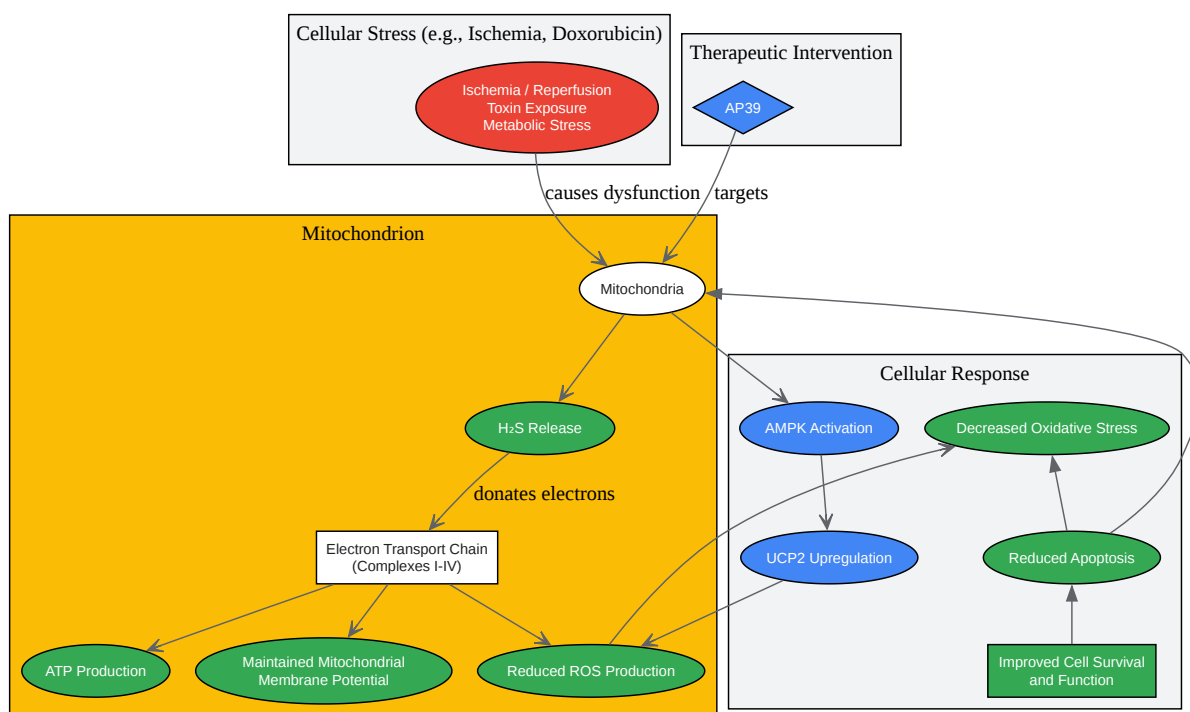 Cellular Stress (e.g., Ischemia, Doxorubicin)
Ischemia / Reperfusion
Toxin Exposure
Metabolic Stress
Therapeutic Intervention
AP39
causes dysfunction
targets
Mitochondrion
Mitochondria
Cellular Response
H₂S Release
AMPK Activation
Decreased Oxidative Stress
donates electrons
Electron Transport Chain
(Complexes I-IV)
UCP2 Upregulation
Reduced Apoptosis
ATP Production
Maintained Mitochondrial
Membrane Potential
Reduced ROS Production
Improved Cell Survival
and Function